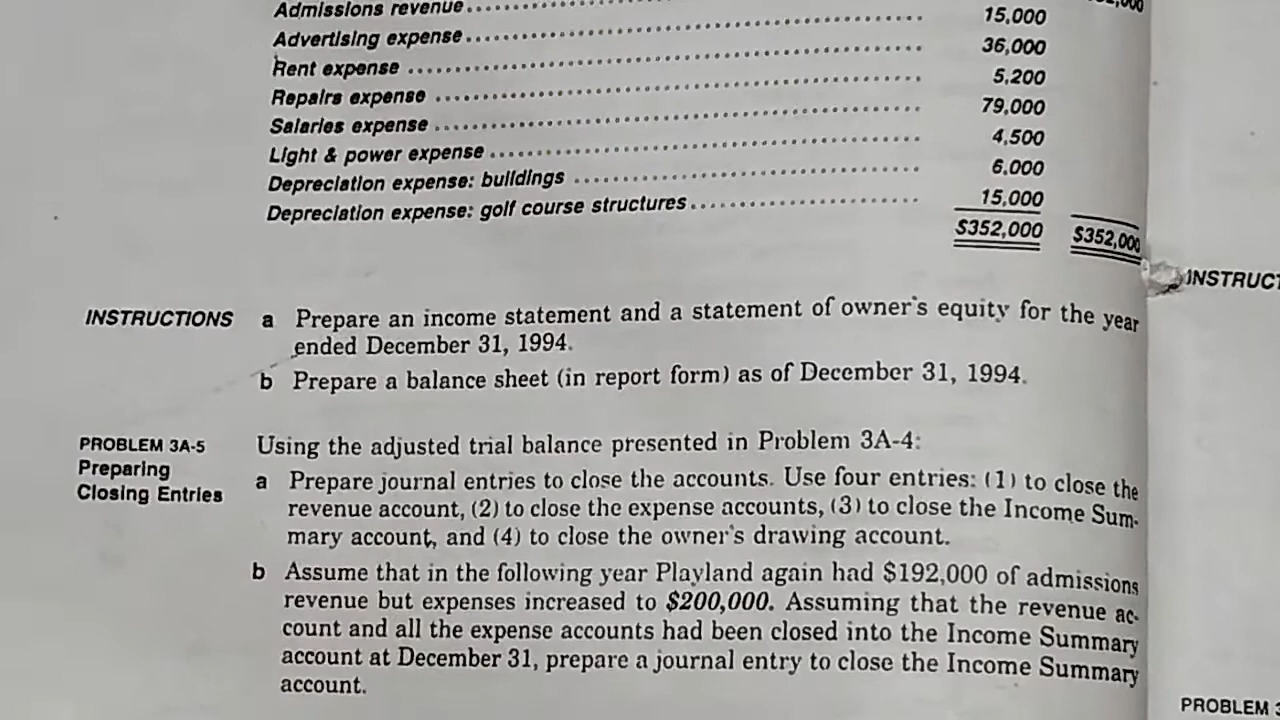 Admissions revenue
Advertising expense 15,000
Rent expense 36,000
Repairs expense 5,200
Salaries expense 79,000
Light & power expense 4,500
Depreciation expense: buildings 6,000
Depreciation expense: golf course structures 15,000
$352,000 $352,000
INSTRUCTIONS a Prepare an income statement and a statement of owner's equity for the year
ended December 31, 1994.
b Prepare a balance sheet (in report form) as of December 31, 1994.
PROBLEM 3A-5
Preparing
Closing Entries
Using the adjusted trial balance presented in Problem 3A-4:
a Prepare journal entries to close the accounts. Use four entries: (1) to close the
revenue account, (2) to close the expense accounts, (3) to close the Income Sum-
mary account, and (4) to close the owner's drawing account.
b Assume that in the following year Playland again had $192,000 of admissions
revenue but expenses increased to $200,000. Assuming that the revenue ac-
count and all the expense accounts had been closed into the Income Summary
account at December 31, prepare a journal entry to close the Income Summary
account.
INSTRUCT
PROBLEM